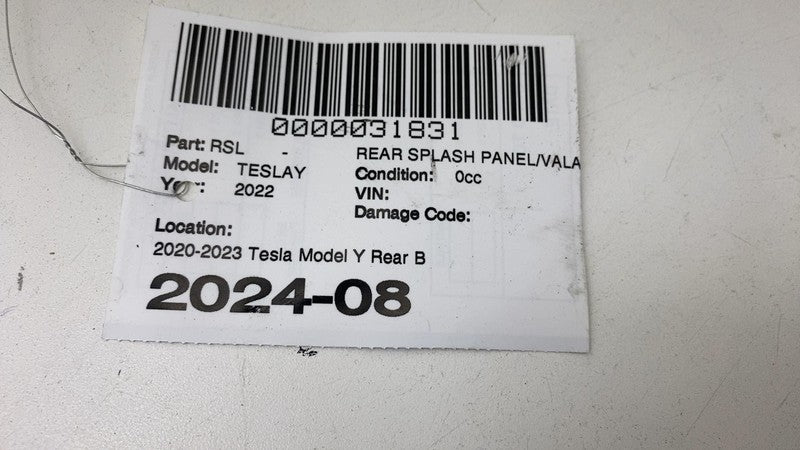 0000031831
Part: RSL - REAR SPLASH PANEL/VALA
Model: TESLAY Condition: 0cc
Year: 2022 VIN:
Damage Code:
Location:
2020-2023 Tesla Model Y Rear B
2024-08